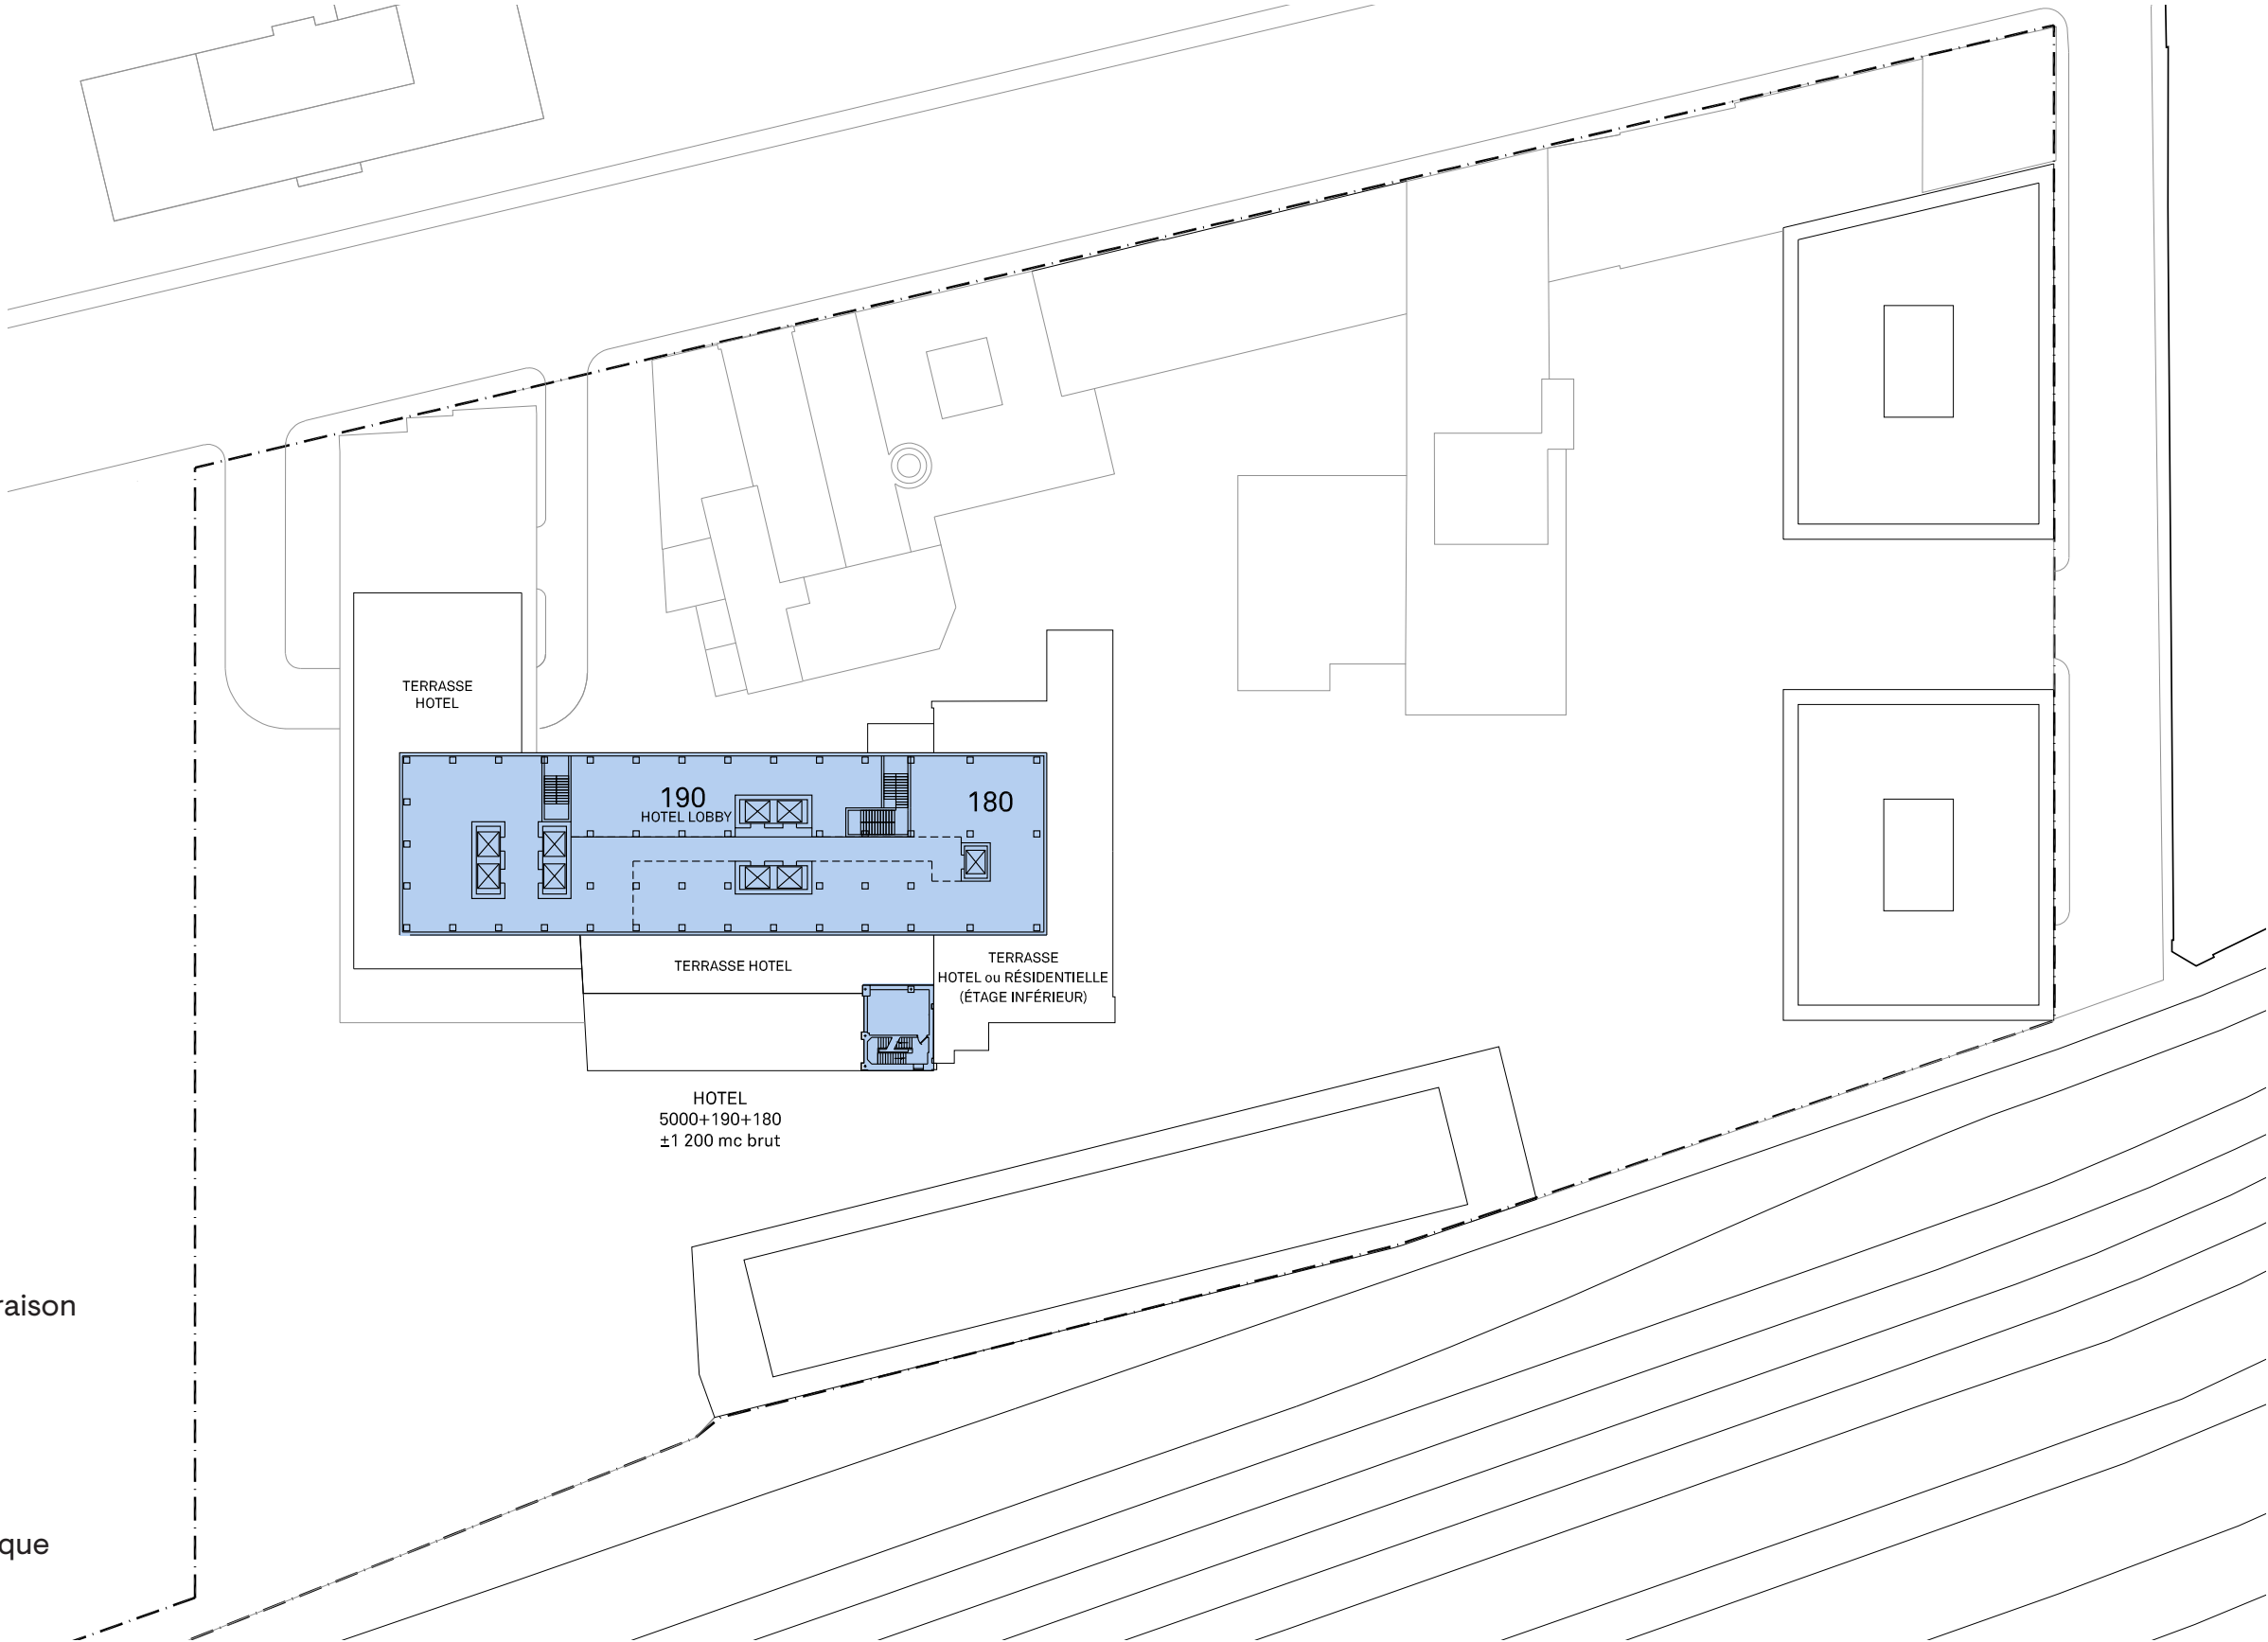 TERRASSE
HOTEL
190
HOTEL LOBBY
180
TERRASSE HOTEL
TERRASSE
HOTEL ou RÉSIDENTIELLE
(ÉTAGE INFÉRIEUR)
HOTEL
5000+190+180
±1 200 mc brut
raison
que